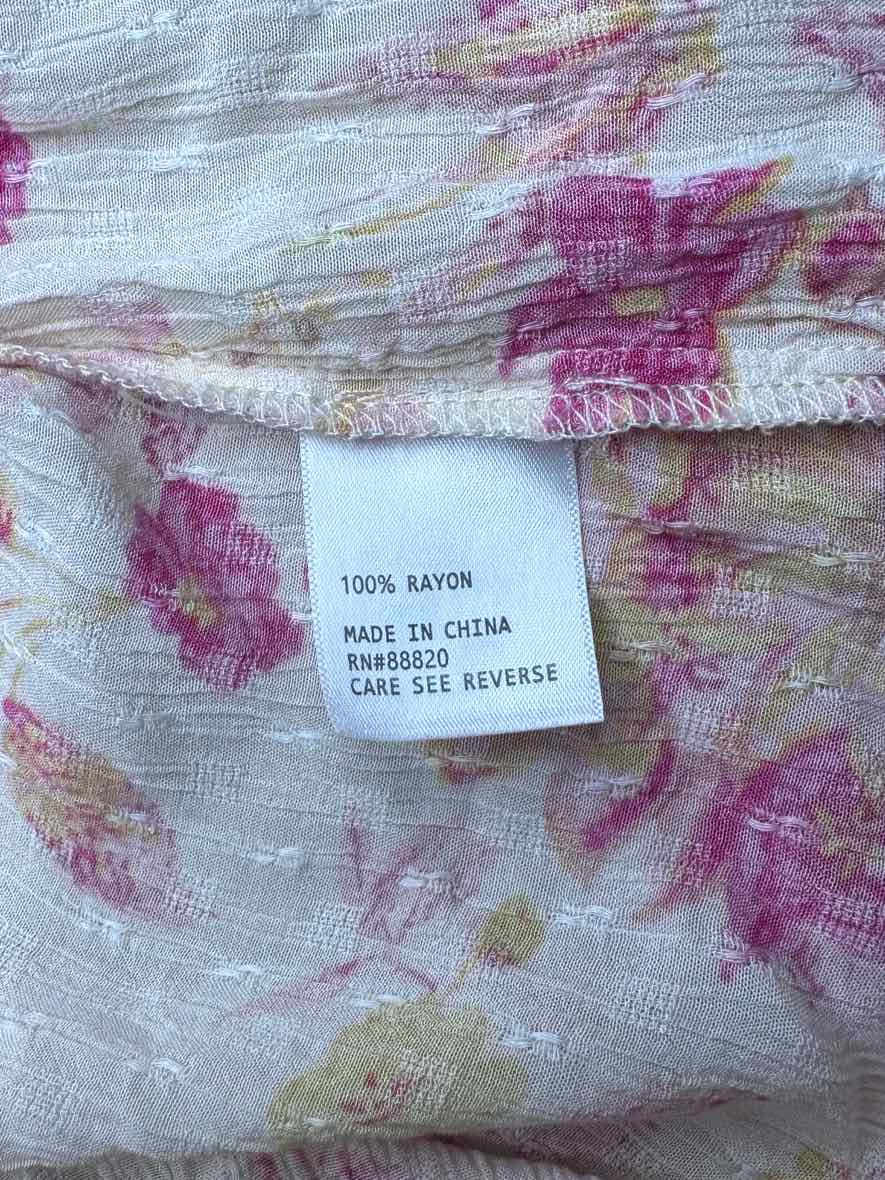 100% RAYON
MADE IN CHINA
RN#88820
CARE SEE REVERSE